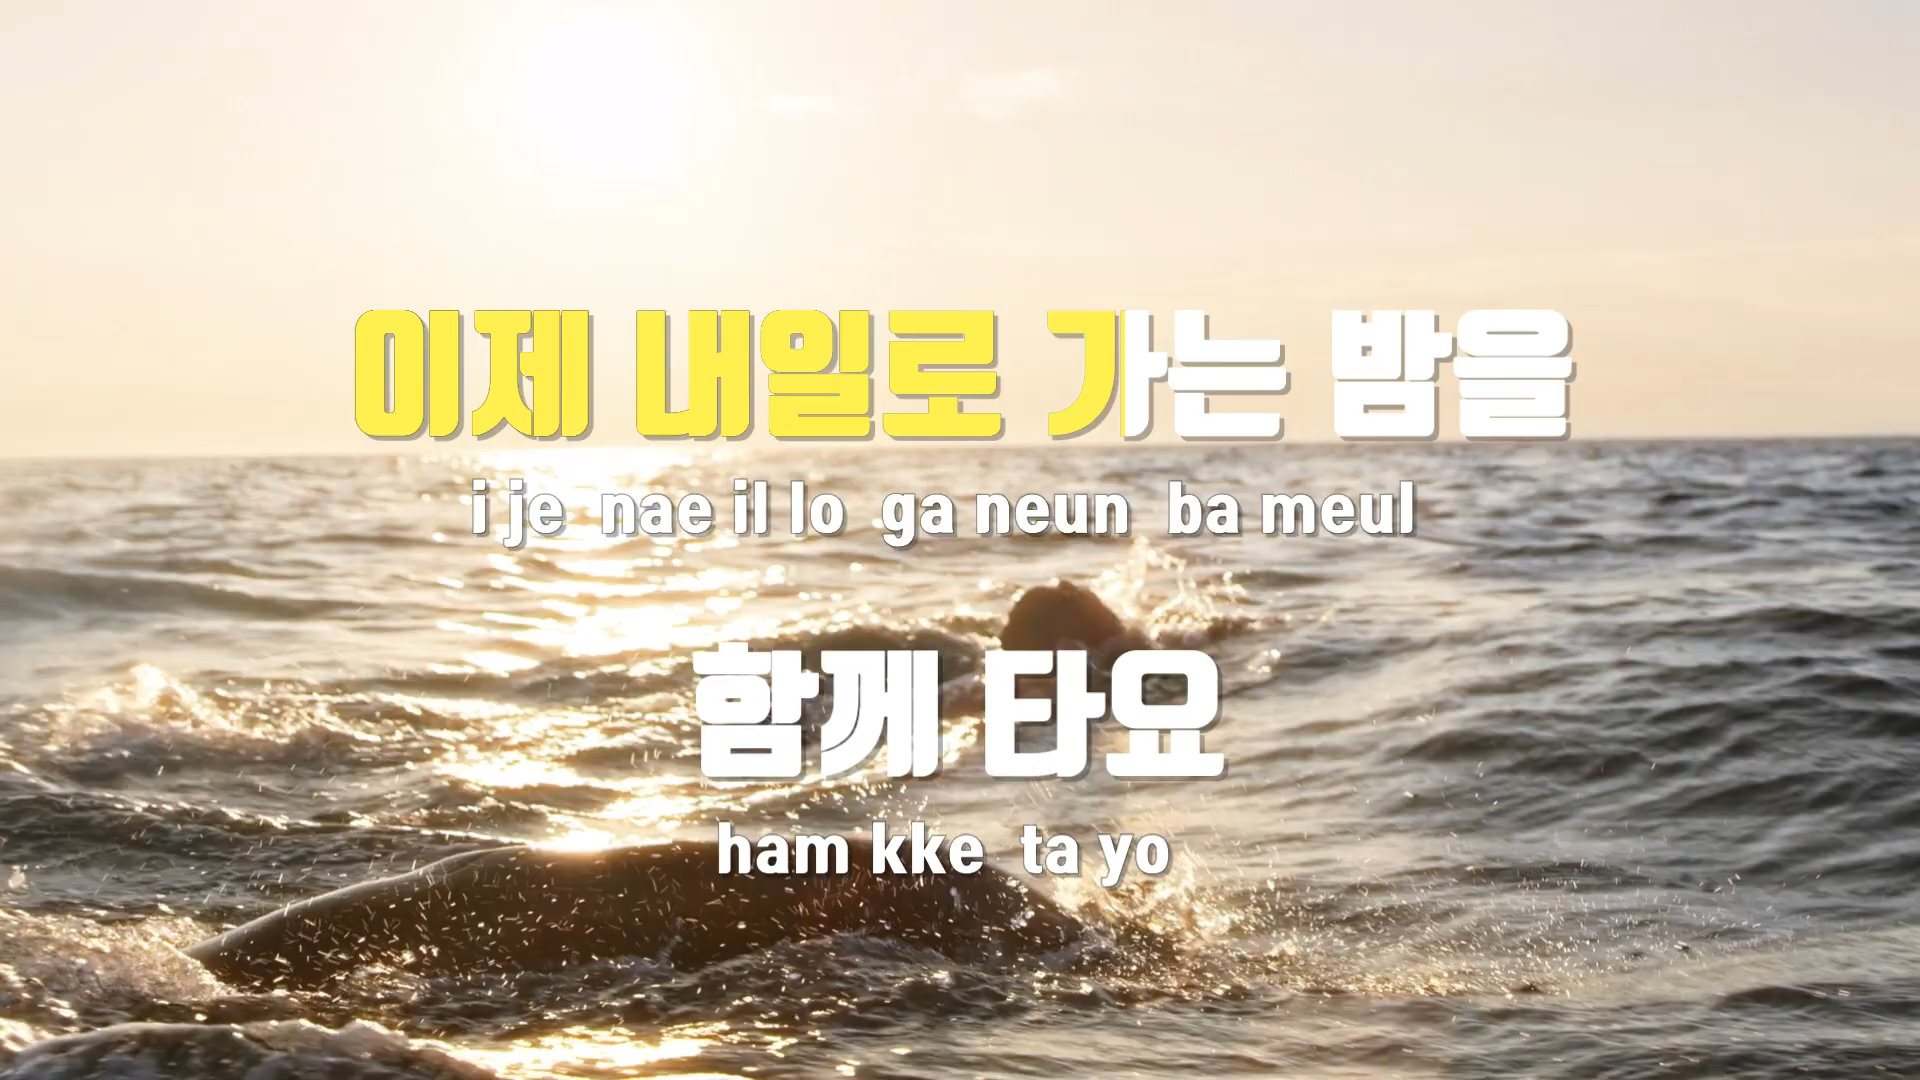 이제 내일로 가는 밤을
i je nae il lo ga neun ba meul
함께 타요
ham kke ta yo